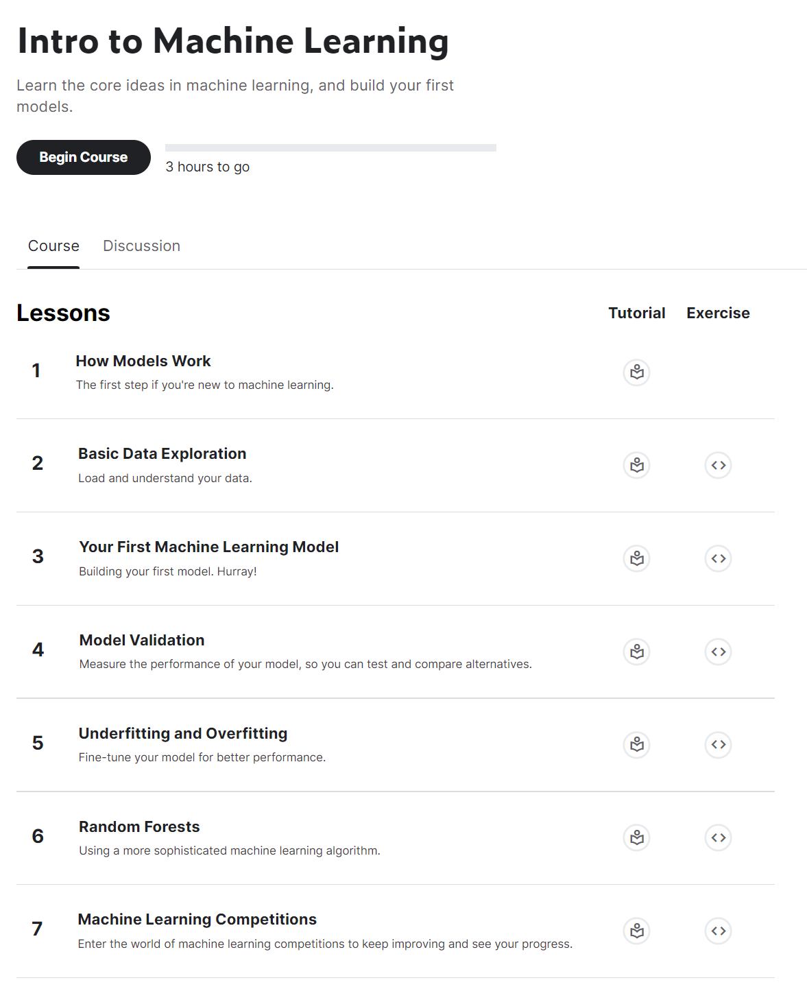 Intro to Machine Learning
Learn the core ideas in machine learning, and build your first
models.
Begin Course
3 hours to go
Course Discussion
Lessons Tutorial Exercise
1 How Models Work
The first step if you're new to machine learning.
2 Basic Data Exploration
Load and understand your data.
3 Your First Machine Learning Model
Building your first model. Hurray!
4 Model Validation
Measure the performance of your model, so you can test and compare alternatives.
5 Underfitting and Overfitting
Fine-tune your model for better performance.
6 Random Forests
Using a more sophisticated machine learning algorithm.
7 Machine Learning Competitions
Enter the world of machine learning competitions to keep improving and see your progress.